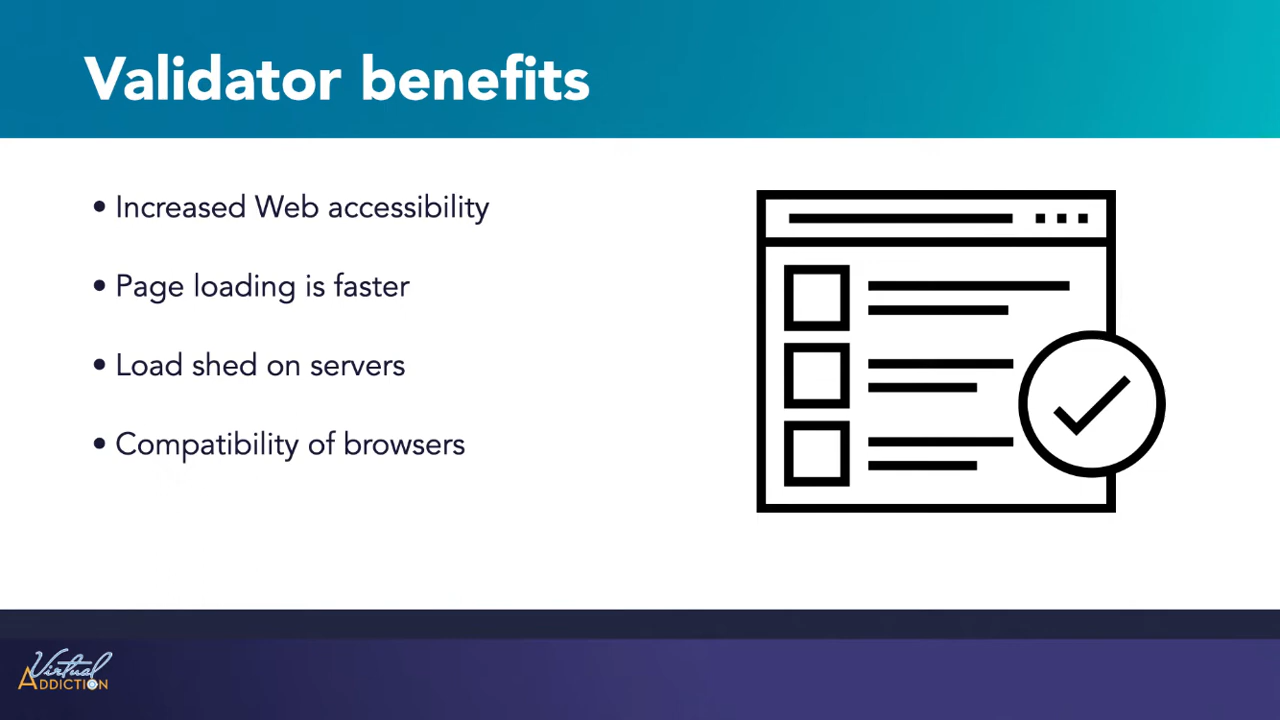 Validator benefits
• Increased Web accessibility
• Page loading is faster
• Load shed on servers
• Compatibility of browsers
Virtual
ADDICTION